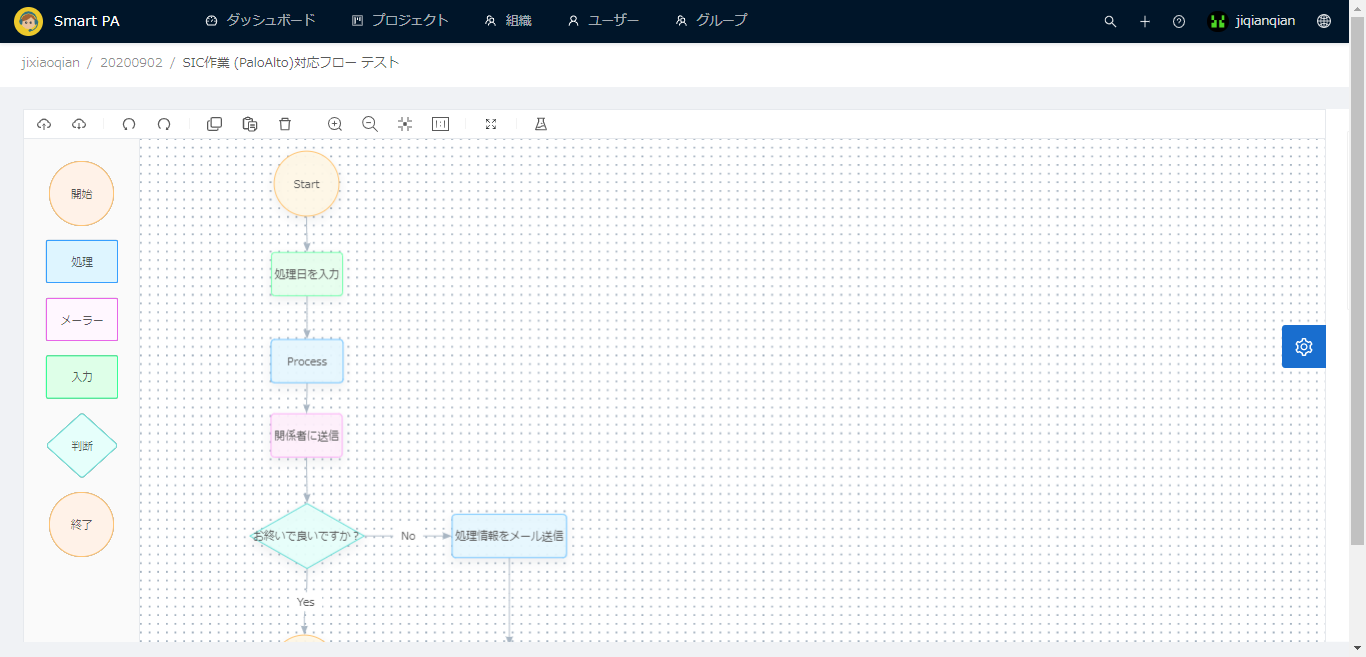 Smart PA ダッシュボード プロジェクト 組織 ユーザー グループ jiqianqian
jixiaoqian / 20200902 / SIC作業 (PaloAlto)対応フロー テスト
開始
処理
メーラー
入力
判断
終了
Start
処理日を入力
Process
関係者に送信
お終いで良いですか？ No 処理情報をメール送信
Yes